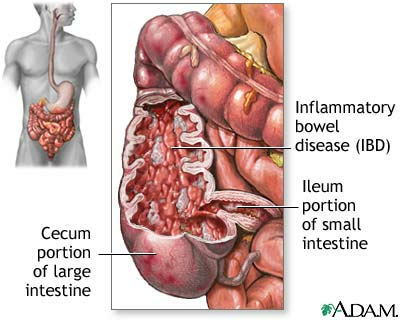 Inflammatory
bowel
disease (IBD)
Ileum
portion
of small
intestine
Cecum
portion
of large
intestine
A.D.A.M.